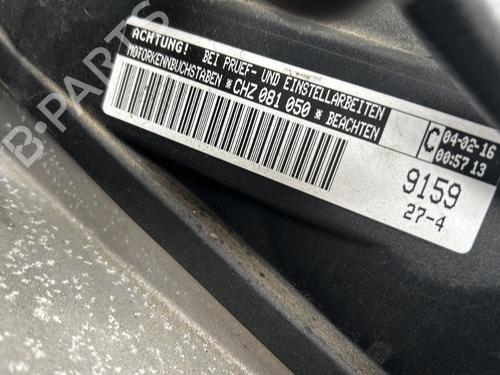 ACHTUNG! BEI PRUEF- UND EINSTELLARBEITEN
MOTORKENNBUCHSTABEN *CHZ 081 050* BEACHTEN
C 04-02-16
00:57 13
9159
27-4
B-PARTS